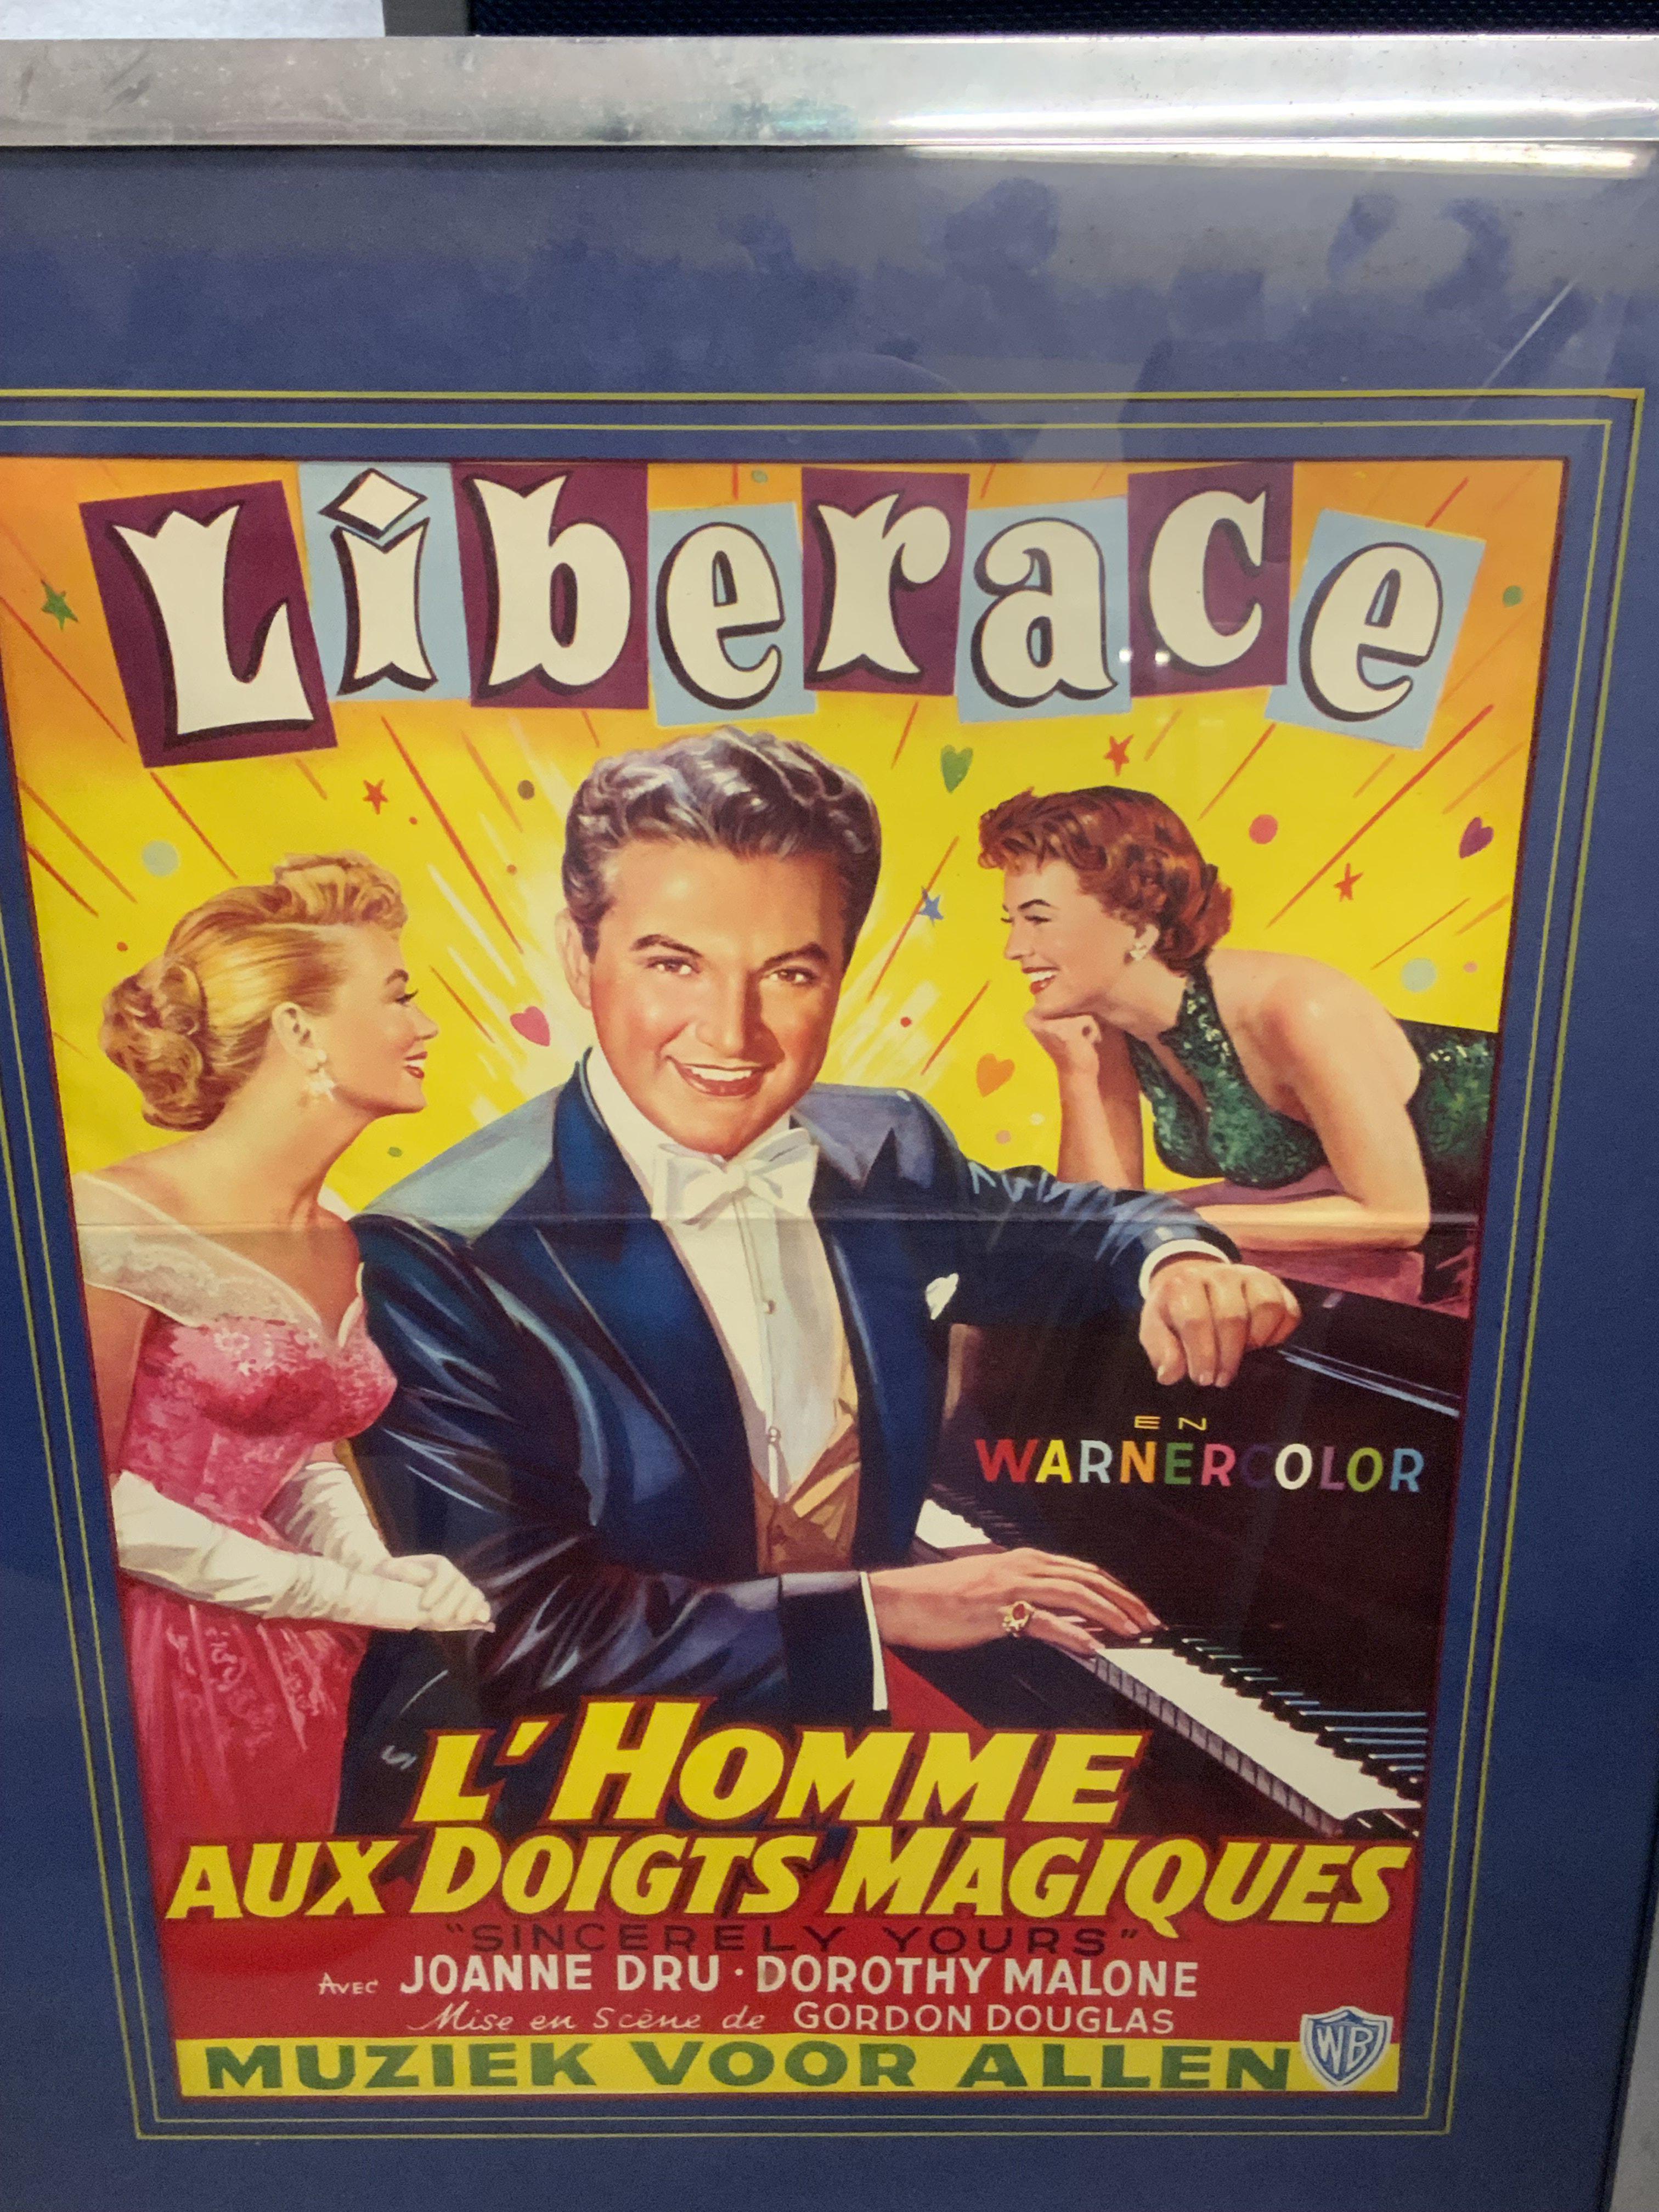 Liberace
EN
WARNERCOLOR
"L'HOMME
AUX DOIGTS MAGIQUES
"SINCERELY YOURS"
AVEC JOANNE DRU · DOROTHY MALONE
Mise en Scène de GORDON DOUGLAS
WB
MUZIEK VOOR ALLEN